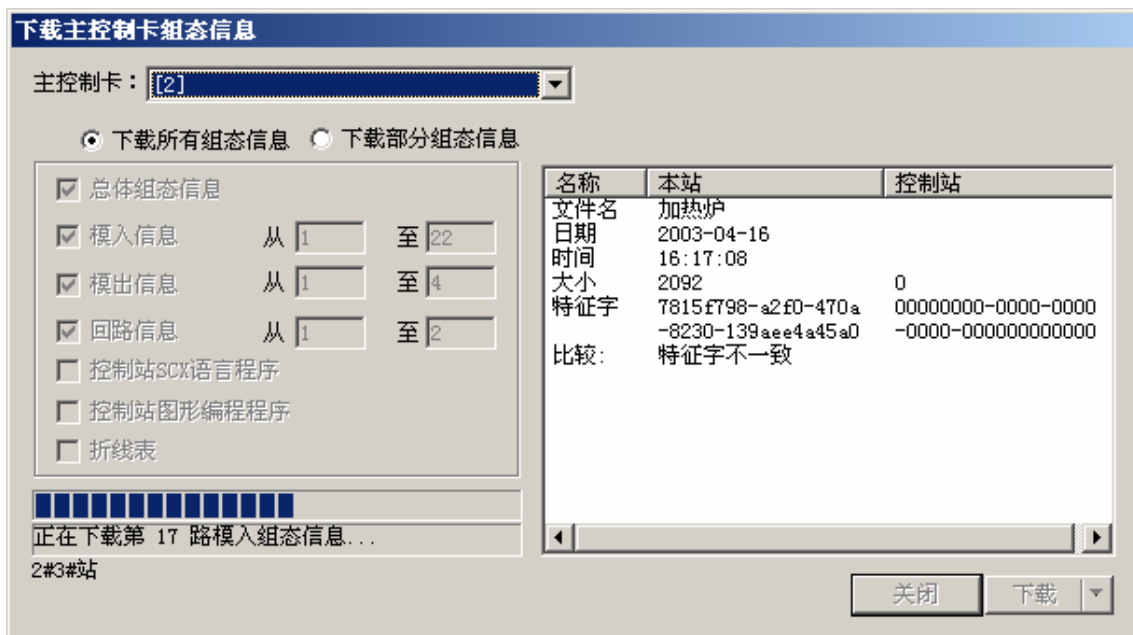 下载主控制卡组态信息
主控制卡： [2]
下载所有组态信息 下载部分组态信息
总体组态信息
模入信息 从 1 至 22
模出信息 从 1 至 4
回路信息 从 1 至 2
控制站SCX语言程序
控制站图形编程程序
折线表
正在下载第 17 路模入组态信息...
2#3#站
名称 本站 控制站
文件名 加热炉
日期 2003-04-16
时间 16:17:08
大小 2092 0
特征字 7815f798-a2f0-470a 00000000-0000-0000
-8230-139aee4a45a0 -0000-000000000000
比较: 特征字不一致
关闭 下载